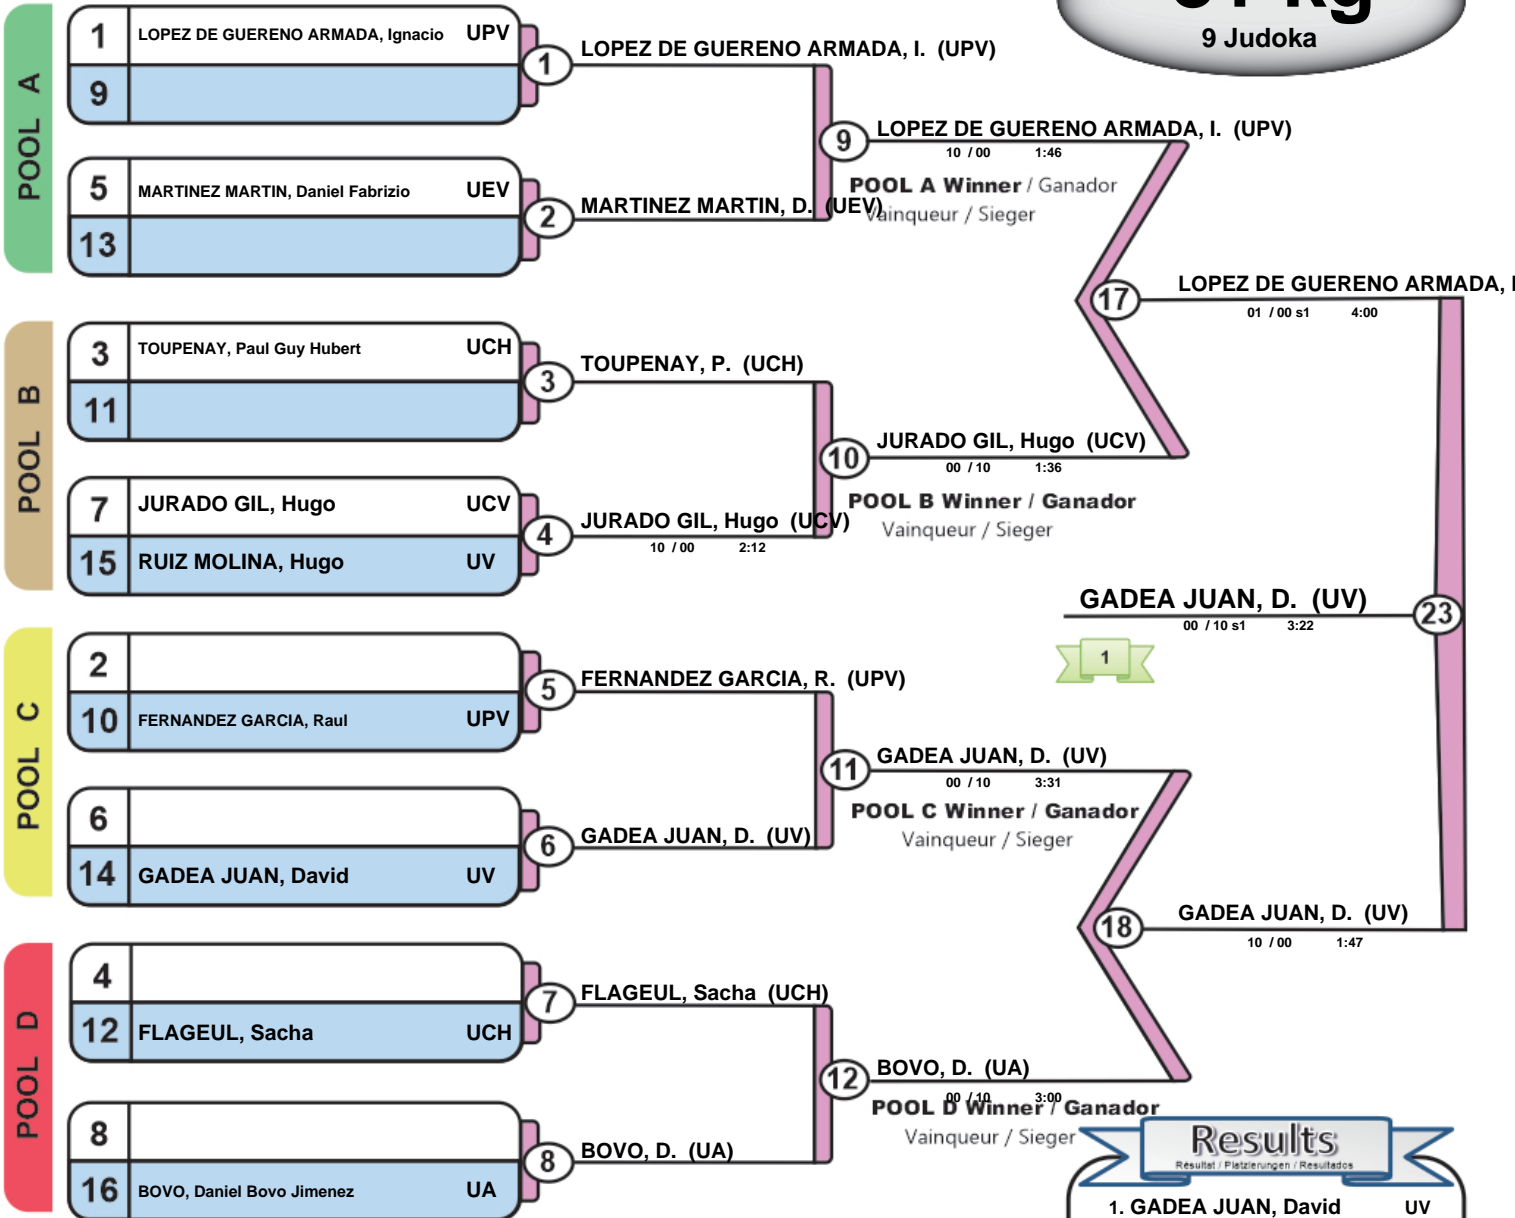 9 Judoka
POOL A
1 LOPEZ DE GUERENO ARMADA, Ignacio UPV
9
5 MARTINEZ MARTIN, Daniel Fabrizio UEV
13
POOL B
3 TOUPENAY, Paul Guy Hubert UCH
11
7 JURADO GIL, Hugo UCV
15 RUIZ MOLINA, Hugo UV
POOL C
2
10 FERNANDEZ GARCIA, Raul UPV
6
14 GADEA JUAN, David UV
POOL D
4
12 FLAGEUL, Sacha UCH
8
16 BOVO, Daniel Bovo Jimenez UA
1 LOPEZ DE GUERENO ARMADA, I. (UPV)
2 MARTINEZ MARTIN, D. (UEV)
3 TOUPENAY, P. (UCH)
4 JURADO GIL, Hugo (UCV)
10 / 00 2:12
5 FERNANDEZ GARCIA, R. (UPV)
6 GADEA JUAN, D. (UV)
7 FLAGEUL, Sacha (UCH)
8 BOVO, D. (UA)
9 LOPEZ DE GUERENO ARMADA, I. (UPV)
10 / 00 1:46
POOL A Winner / Ganador
Vainqueur / Sieger
10 JURADO GIL, Hugo (UCV)
00 / 10 1:36
POOL B Winner / Ganador
Vainqueur / Sieger
11 GADEA JUAN, D. (UV)
00 / 10 3:31
POOL C Winner / Ganador
Vainqueur / Sieger
12 BOVO, D. (UA)
00 / 10 3:00
POOL D Winner / Ganador
Vainqueur / Sieger
17 LOPEZ DE GUERENO ARMADA,
01 / 00 s1 4:00
18 GADEA JUAN, D. (UV)
10 / 00 1:47
GADEA JUAN, D. (UV) 23
00 / 10 s1 3:22
1
Results
Résultat / Platzierungen / Resultados
1. GADEA JUAN, David UV